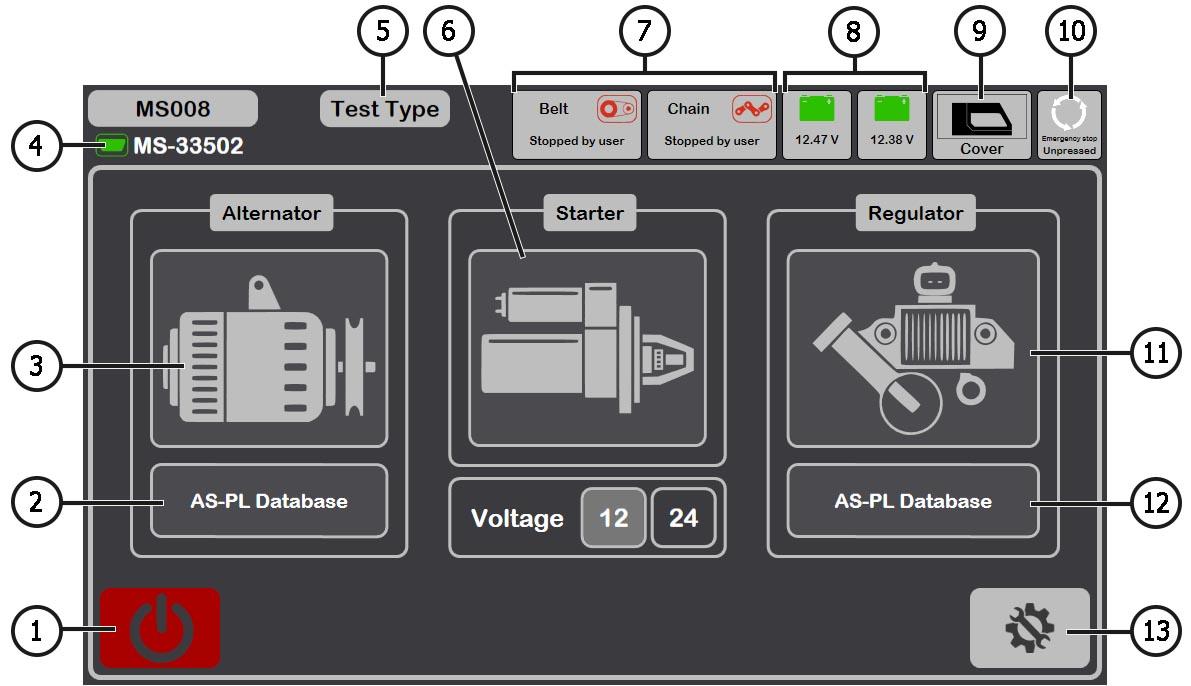 5 6 7 8 9 10
MS008
Test Type
Belt
Stopped by user
Chain
Stopped by user
12.47 V
12.38 V
Cover
Emergency stop
Unpressed
4
MS-33502
Alternator
Starter
Regulator
3
11
2
AS-PL Database
Voltage 12 24
AS-PL Database
12
1
13